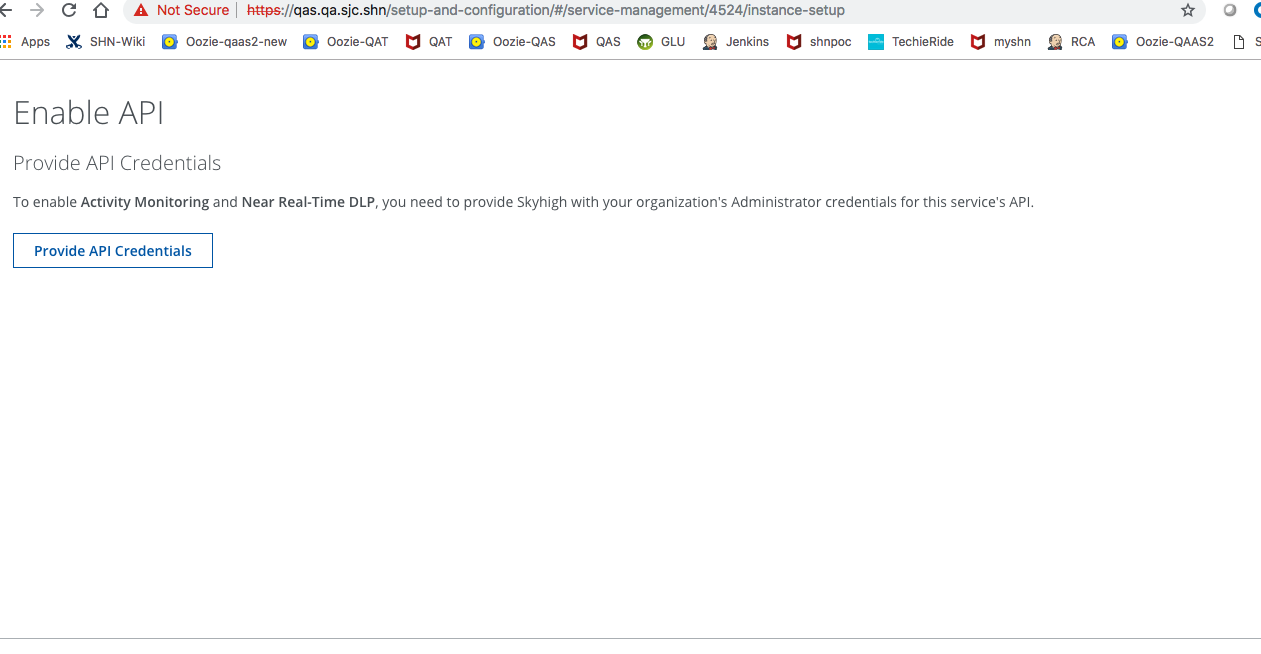 Not Secure https://qas.qa.sjc.shn/setup-and-configuration/#/service-management/4524/instance-setup
Apps SHN-Wiki Oozie-qaas2-new Oozie-QAT QAT Oozie-QAS QAS GLU Jenkins shnpoc TechieRide myshn RCA Oozie-QAAS2 S
Enable API
Provide API Credentials
To enable Activity Monitoring and Near Real-Time DLP, you need to provide Skyhigh with your organization's Administrator credentials for this service's API.
Provide API Credentials